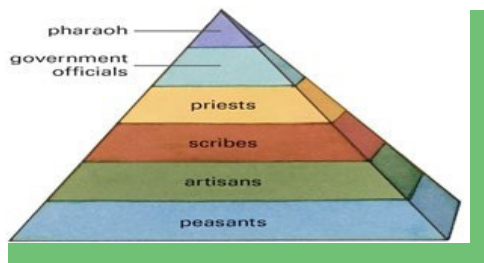 pharaoh
government
officials
priests
scribes
artisans
peasants